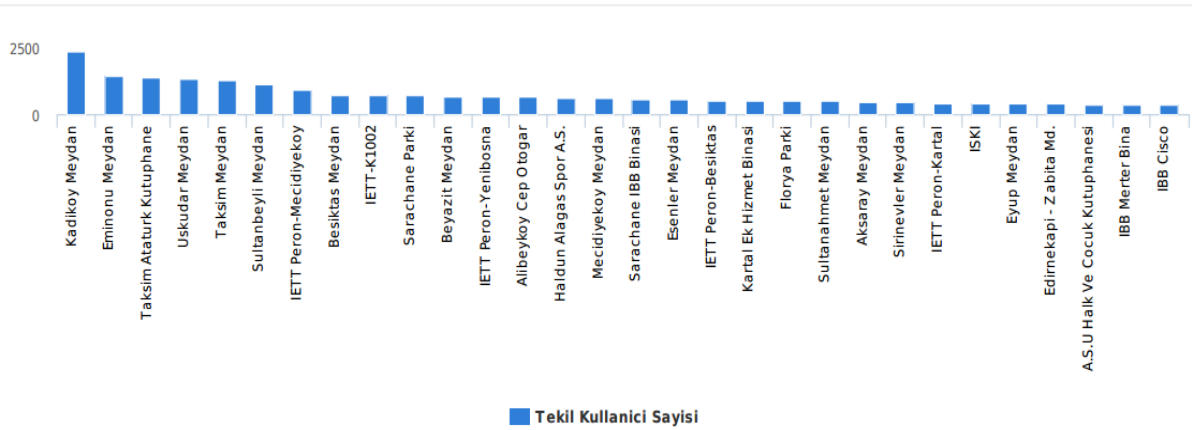 2500
0
Kadikoy Meydan
Eminonu Meydan
Taksim Ataturk Kutuphane
Uskudar Meydan
Taksim Meydan
Sultanbeyli Meydan
IETT Peron-Mecidiyekoy
Besiktas Meydan
IETT-K1002
Sarachane Parki
Beyazit Meydan
IETT Peron-Yenibosna
Alibeykoy Cep Otogar
Haldun Alagas Spor A.S.
Mecidiyekoy Meydan
Sarachane IBB Binasi
Esenler Meydan
IETT Peron-Besiktas
Kartal Ek Hizmet Binasi
Florya Parki
Sultanahmet Meydan
Aksaray Meydan
Sirinevler Meydan
IETT Peron-Kartal
ISKI
Eyup Meydan
Edirnekapi - Zabita Md.
A.S.U Halk Ve Cocuk Kutuphanesi
IBB Merter Bina
IBB Cisco
Tekil Kullanici Sayisi